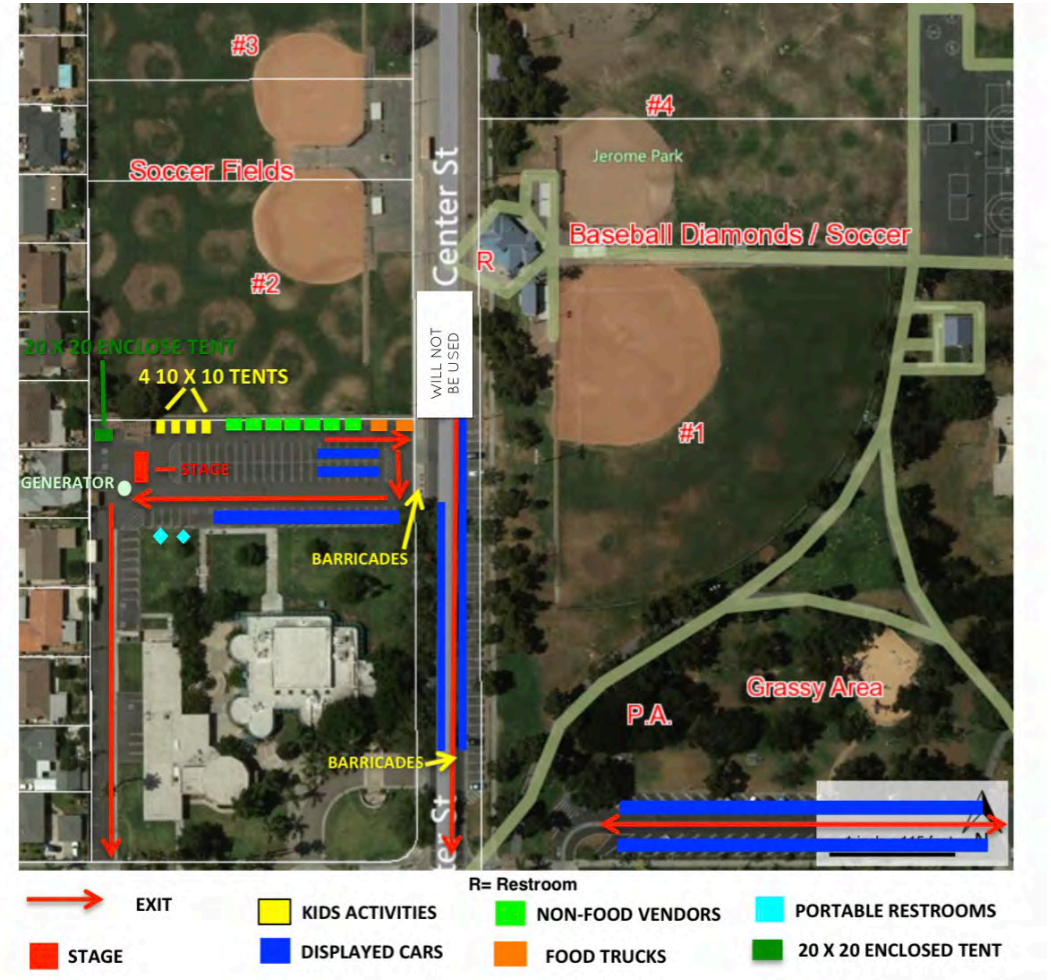 #3
#4
Jerome Park
Center St
Soccer Fields
Baseball Diamonds / Soccer
R
#2
WILL NOT
BE USED
20 X 20 ENCLOSE TENT
4 10 X 10 TENTS
#1
STAGE
GENERATOR
BARRICADES
Grassy Area
P.A.
BARRICADES
ter St
N
R= Restroom
EXIT
KIDS ACTIVITIES
NON-FOOD VENDORS
PORTABLE RESTROOMS
STAGE
DISPLAYED CARS
FOOD TRUCKS
20 X 20 ENCLOSED TENT